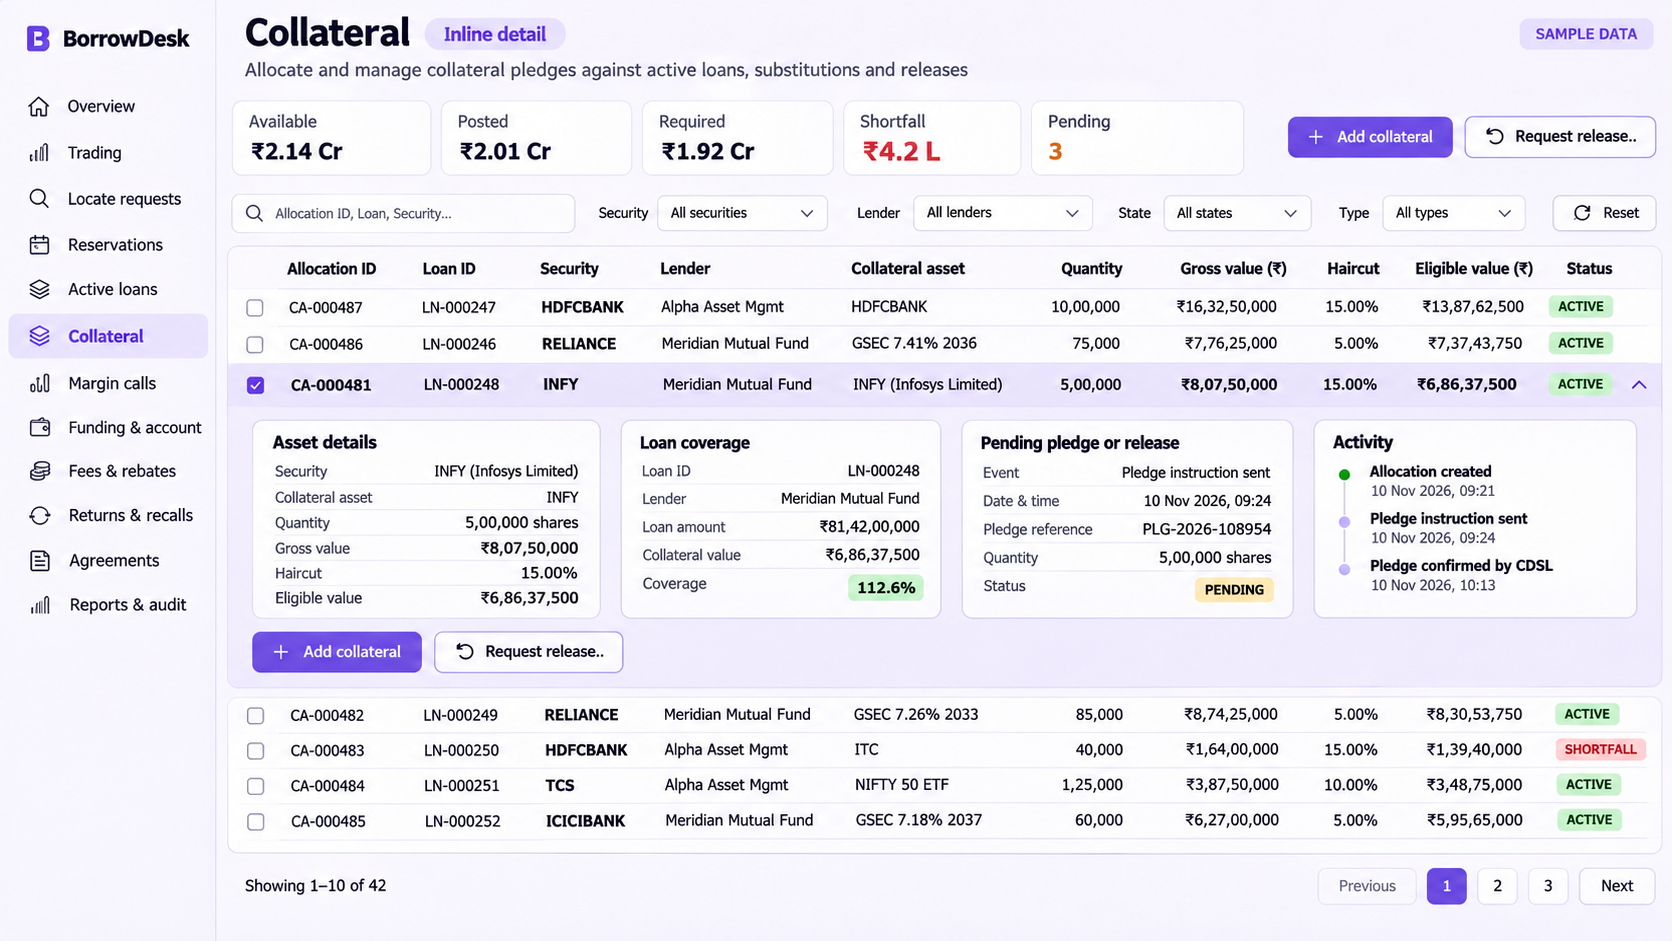 B BorrowDesk
Overview
Trading
Locate requests
Reservations
Active loans
Collateral
Margin calls
Funding & account
Fees & rebates
Returns & recalls
Agreements
Reports & audit
Collateral Inline detail
SAMPLE DATA
Allocate and manage collateral pledges against active loans, substitutions and releases
Available
₹2.14 Cr
Posted
₹2.01 Cr
Required
₹1.92 Cr
Shortfall
₹4.2 L
Pending
3
+ Add collateral
Request release..
Allocation ID, Loan, Security...
Security All securities
Lender All lenders
State All states
Type All types
Reset
Allocation ID Loan ID Security Lender Collateral asset Quantity Gross value (₹) Haircut Eligible value (₹) Status
CA-000487 LN-000247 HDFCBANK Alpha Asset Mgmt HDFCBANK 10,00,000 ₹16,32,50,000 15.00% ₹13,87,62,500 ACTIVE
CA-000486 LN-000246 RELIANCE Meridian Mutual Fund GSEC 7.41% 2036 75,000 ₹7,76,25,000 5.00% ₹7,37,43,750 ACTIVE
CA-000481 LN-000248 INFY Meridian Mutual Fund INFY (Infosys Limited) 5,00,000 ₹8,07,50,000 15.00% ₹6,86,37,500 ACTIVE
Asset details
Security INFY (Infosys Limited)
Collateral asset INFY
Quantity 5,00,000 shares
Gross value ₹8,07,50,000
Haircut 15.00%
Eligible value ₹6,86,37,500
Loan coverage
Loan ID LN-000248
Lender Meridian Mutual Fund
Loan amount ₹81,42,00,000
Collateral value ₹6,86,37,500
Coverage 112.6%
Pending pledge or release
Event Pledge instruction sent
Date & time 10 Nov 2026, 09:24
Pledge reference PLG-2026-108954
Quantity 5,00,000 shares
Status PENDING
Activity
Allocation created
10 Nov 2026, 09:21
Pledge instruction sent
10 Nov 2026, 09:24
Pledge confirmed by CDSL
10 Nov 2026, 10:13
+ Add collateral
Request release..
CA-000482 LN-000249 RELIANCE Meridian Mutual Fund GSEC 7.26% 2033 85,000 ₹8,74,25,000 5.00% ₹8,30,53,750 ACTIVE
CA-000483 LN-000250 HDFCBANK Alpha Asset Mgmt ITC 40,000 ₹1,64,00,000 15.00% ₹1,39,40,000 SHORTFALL
CA-000484 LN-000251 TCS Alpha Asset Mgmt NIFTY 50 ETF 1,25,000 ₹3,87,50,000 10.00% ₹3,48,75,000 ACTIVE
CA-000485 LN-000252 ICICIBANK Meridian Mutual Fund GSEC 7.18% 2037 60,000 ₹6,27,00,000 5.00% ₹5,95,65,000 ACTIVE
Showing 1–10 of 42
Previous 1 2 3 Next